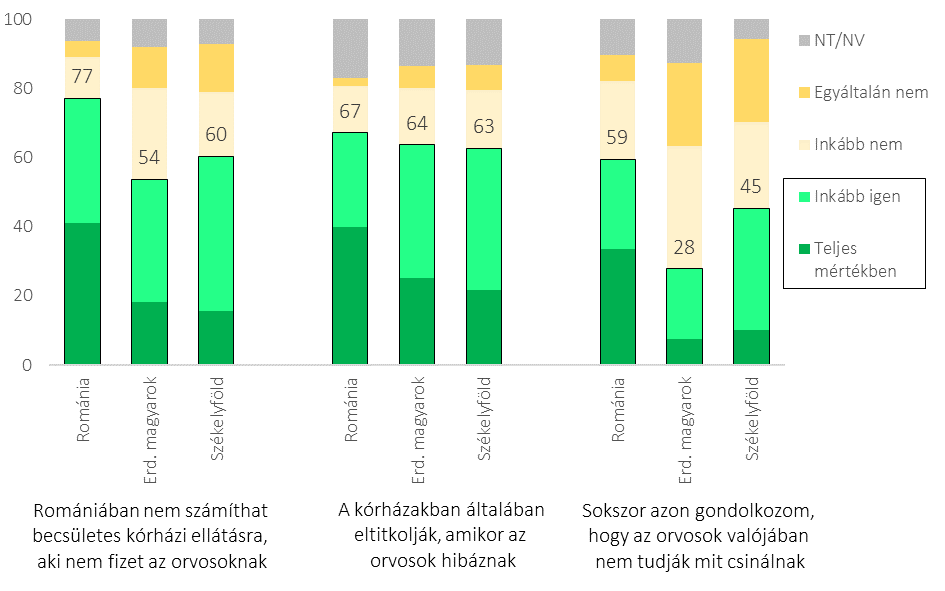 100
80
60
40
20
0
77
54
60
67
64
63
59
28
45
NT/NV
Egyáltalán nem
Inkább nem
Inkább igen
Teljes
mértékben
Románia
Erd. magyarok
Székelyföld
Románia
Erd. magyarok
Székelyföld
Románia
Erd. magyarok
Székelyföld
Romániában nem számíthat
becsületes kórházi ellátásra,
aki nem fizet az orvosoknak
A kórházakban általában
eltitkolják, amikor az
orvosok hibáznak
Sokszor azon gondolkozom,
hogy az orvosok valójában
nem tudják mit csinálnak